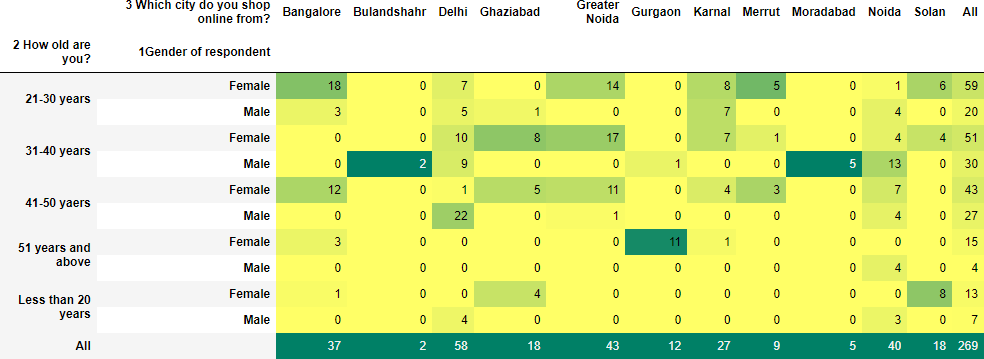 3 Which city do you shop online from? Bangalore Bulandshahr Delhi Ghaziabad Greater Noida Gurgaon Karnal Merrut Moradabad Noida Solan All
2 How old are you? 1Gender of respondent
21-30 years Female 18 0 7 0 14 0 8 5 0 1 6 59
Male 3 0 5 1 0 0 7 0 0 4 0 20
31-40 years Female 0 0 10 8 17 0 7 1 0 4 4 51
Male 0 2 9 0 0 1 0 0 5 13 0 30
41-50 yaers Female 12 0 1 5 11 0 4 3 0 7 0 43
Male 0 0 22 0 1 0 0 0 0 4 0 27
51 years and above Female 3 0 0 0 0 11 1 0 0 0 0 15
Male 0 0 0 0 0 0 0 0 0 4 0 4
Less than 20 years Female 1 0 0 4 0 0 0 0 0 0 8 13
Male 0 0 4 0 0 0 0 0 0 3 0 7
All 37 2 58 18 43 12 27 9 5 40 18 269